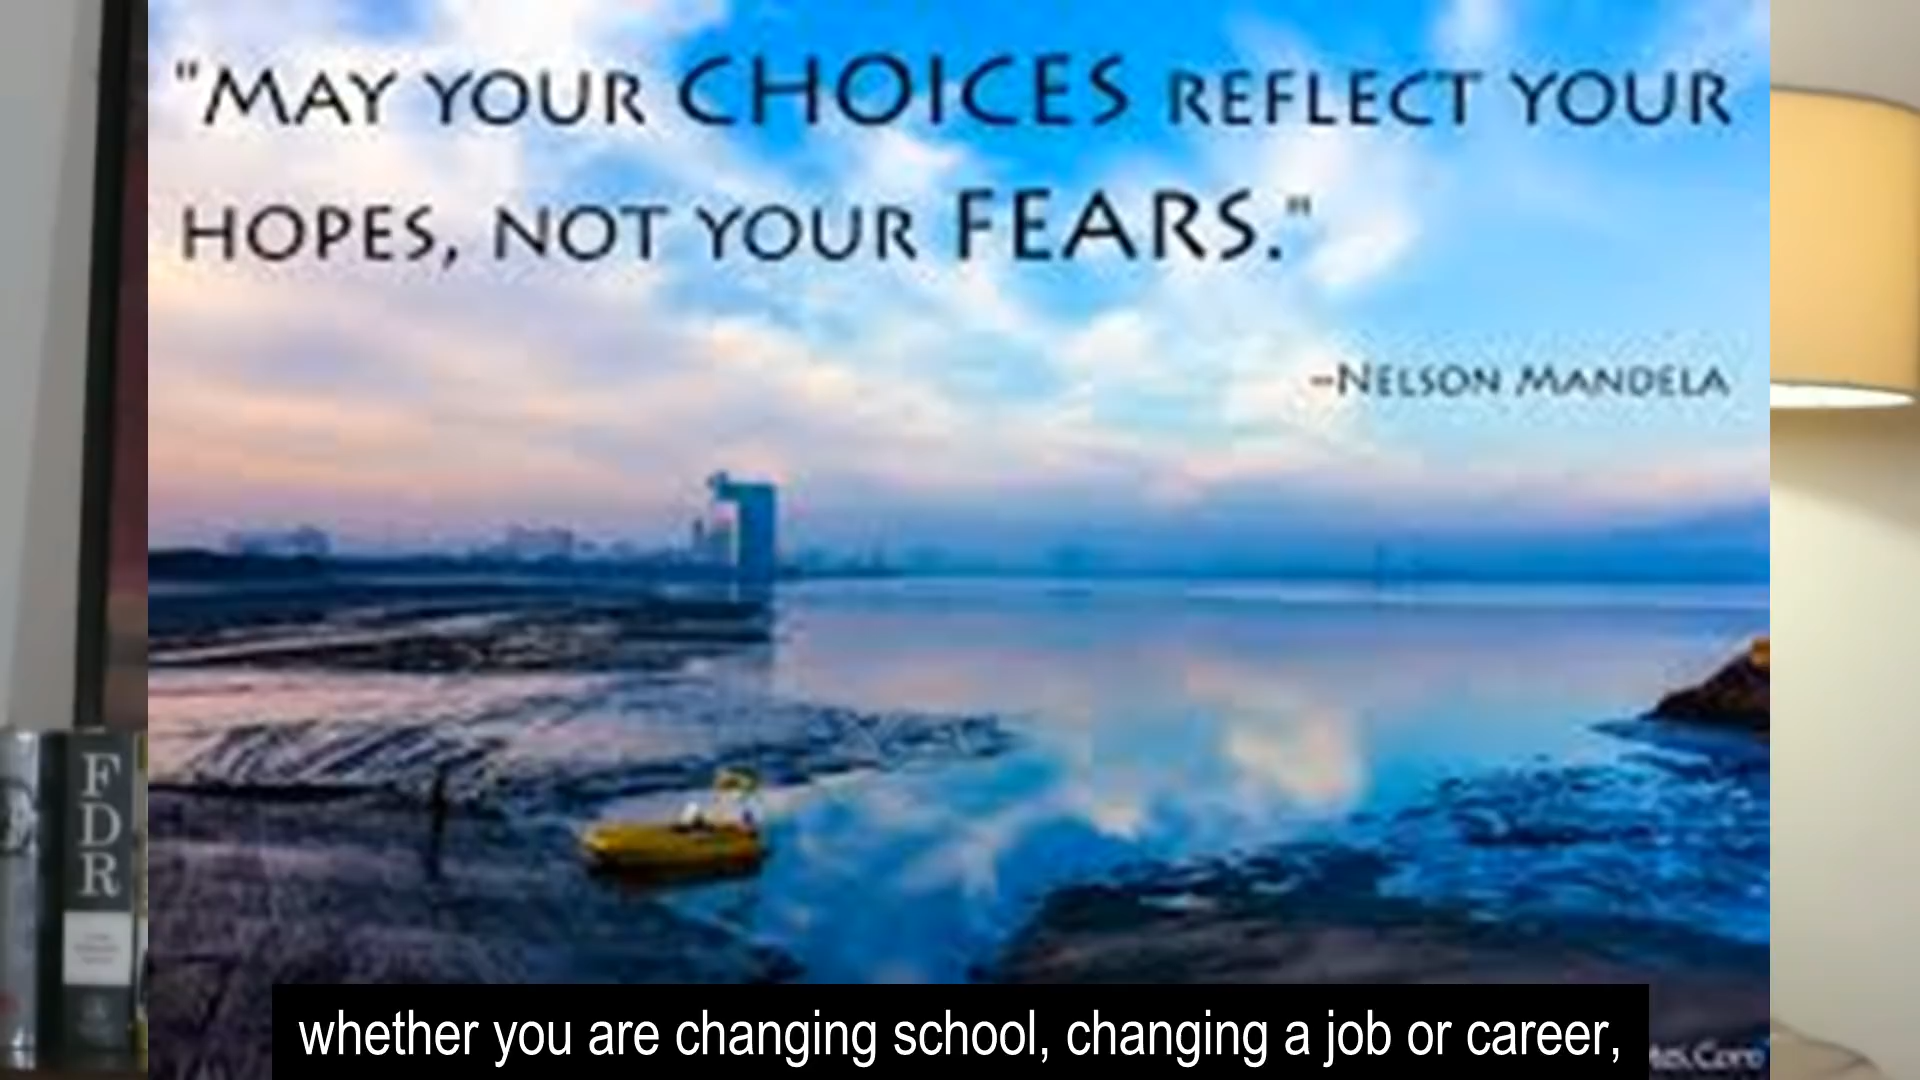 "MAY YOUR CHOICES REFLECT YOUR
HOPES, NOT YOUR FEARS."
-NELSON MANDELA
FDR
whether you are changing school, changing a job or career,